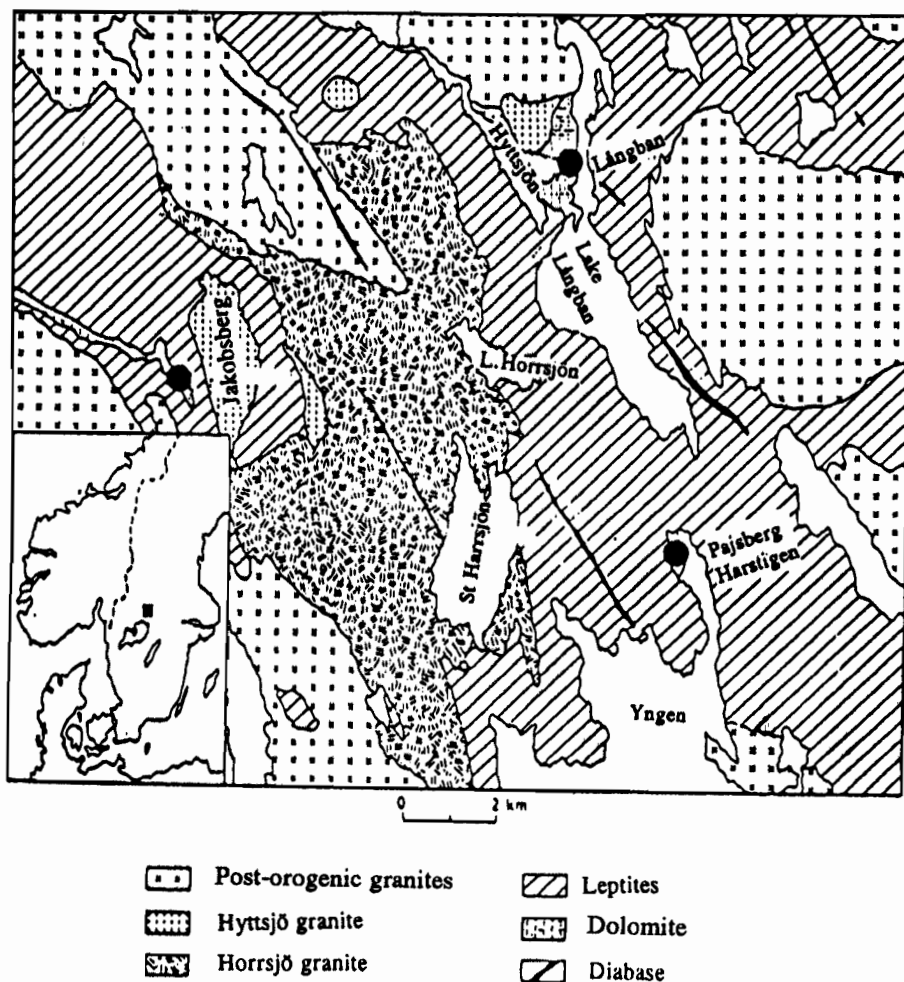 Hyttsjön
Långban
Lake
Långban
Jakobsberg
L. Horrsjön
St Harrsjön
Pajsberg
Harstigen
Yngen
0 2 km
Post-orogenic granites
Leptites
Hyttsjö granite
Dolomite
Horrsjö granite
Diabase